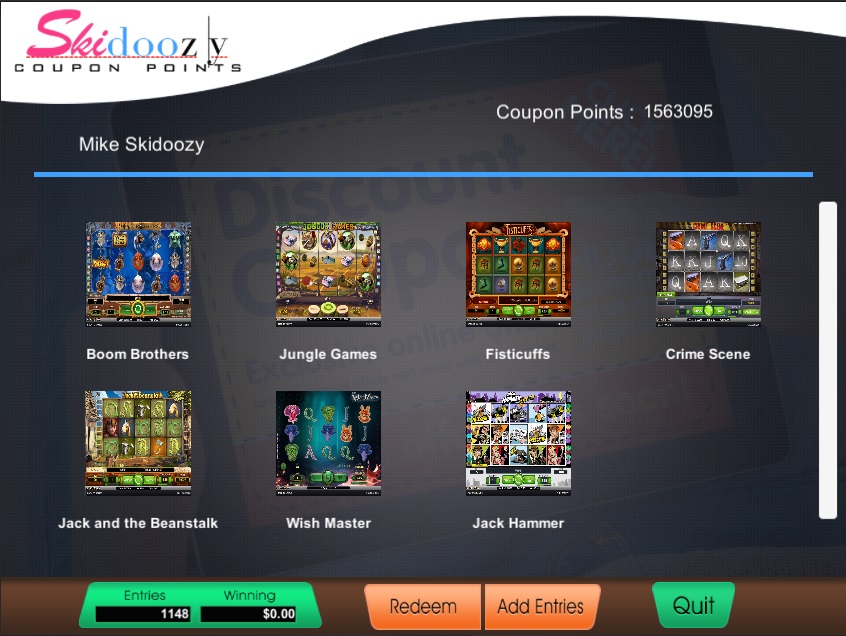 Skidoozy
COUPON POINTS
Coupon Points : 1563095
Mike Skidoozy
Discount
Boom Brothers
Jungle Games
Fisticuffs
Crime Scene
Jack and the Beanstalk
Wish Master
Jack Hammer
Entries
Winning
1148
$0.00
Redeem
Add Entries
Quit